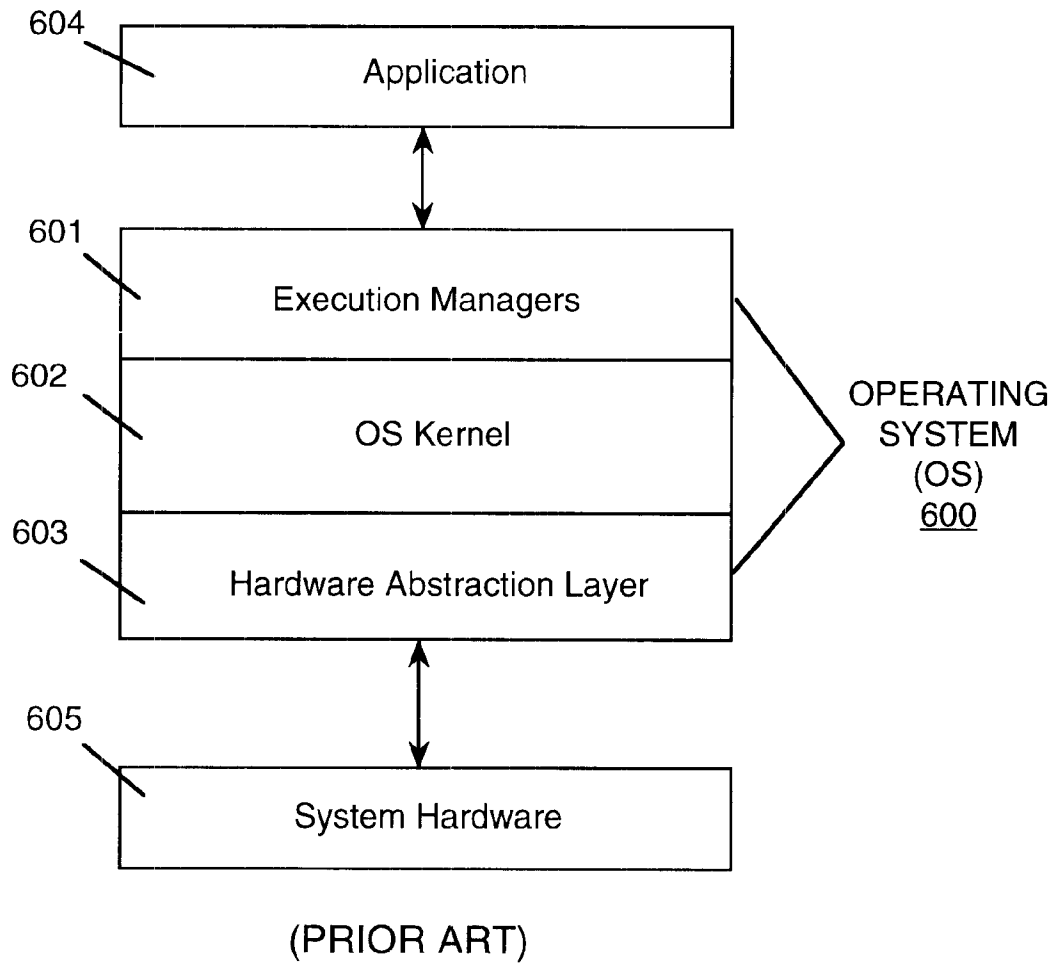 604
Application
601
Execution Managers
602
OS Kernel
OPERATING
SYSTEM
(OS)
600
603
Hardware Abstraction Layer
605
System Hardware
(PRIOR ART)